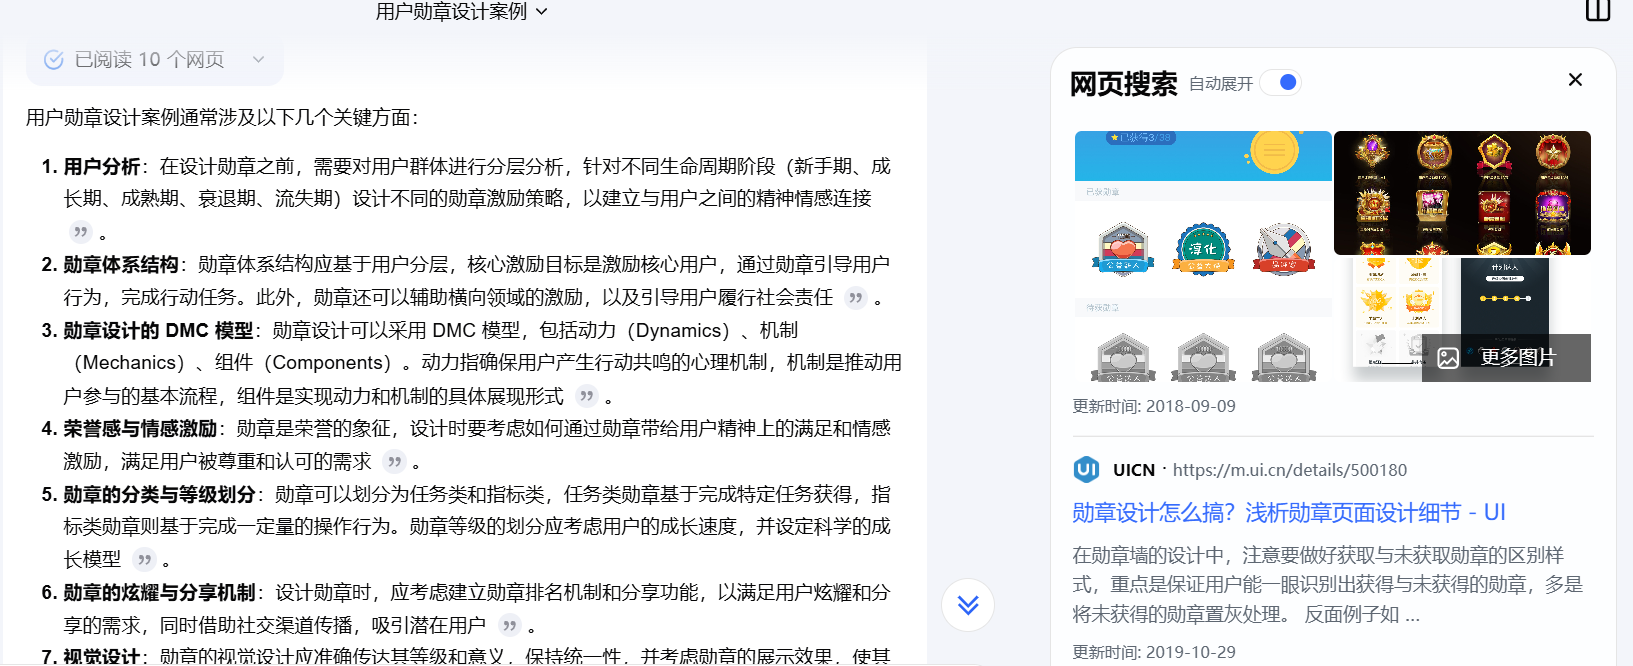 用户勋章设计案例
已阅读 10 个网页
用户勋章设计案例通常涉及以下几个关键方面：
1. 用户分析：在设计勋章之前，需要对用户群体进行分层分析，针对不同生命周期阶段（新手期、成
长期、成熟期、衰退期、流失期）设计不同的勋章激励策略，以建立与用户之间的精神情感连接
。
2. 勋章体系结构：勋章体系结构应基于用户分层，核心激励目标是激励核心用户，通过勋章引导用户
行为，完成行动任务。此外，勋章还可以辅助横向领域的激励，以及引导用户履行社会责任 。
3. 勋章设计的 DMC 模型：勋章设计可以采用 DMC 模型，包括动力（Dynamics）、机制
（Mechanics）、组件（Components）。动力指确保用户产生行动共鸣的心理机制，机制是推动用
户参与的基本流程，组件是实现动力和机制的具体展现形式 。
4. 荣誉感与情感激励：勋章是荣誉的象征，设计时要考虑如何通过勋章带给用户精神上的满足和情感
激励，满足用户被尊重和认可的需求 。
5. 勋章的分类与等级划分：勋章可以划分为任务类和指标类，任务类勋章基于完成特定任务获得，指
标类勋章则基于完成一定量的操作行为。勋章等级的划分应考虑用户的成长速度，并设定科学的成
长模型 。
6. 勋章的炫耀与分享机制：设计勋章时，应考虑建立勋章排名机制和分享功能，以满足用户炫耀和分
享的需求，同时借助社交渠道传播，吸引潜在用户 。
7. 视觉设计：勋章的视觉设计应准确传达其等级和意义，保持统一性，并考虑勋章的展示效果，使其
网页搜索 自动展开
已获得3/38
已获勋章
淳化
待获勋章
更多图片
更新时间: 2018-09-09
UICN · https://m.ui.cn/details/500180
勋章设计怎么搞？浅析勋章页面设计细节 - UI
在勋章墙的设计中，注意要做好获取与未获取勋章的区别样
式，重点是保证用户能一眼识别出获得与未获得的勋章，多是
将未获得的勋章置灰处理。 反面例子如 ...
更新时间: 2019-10-29